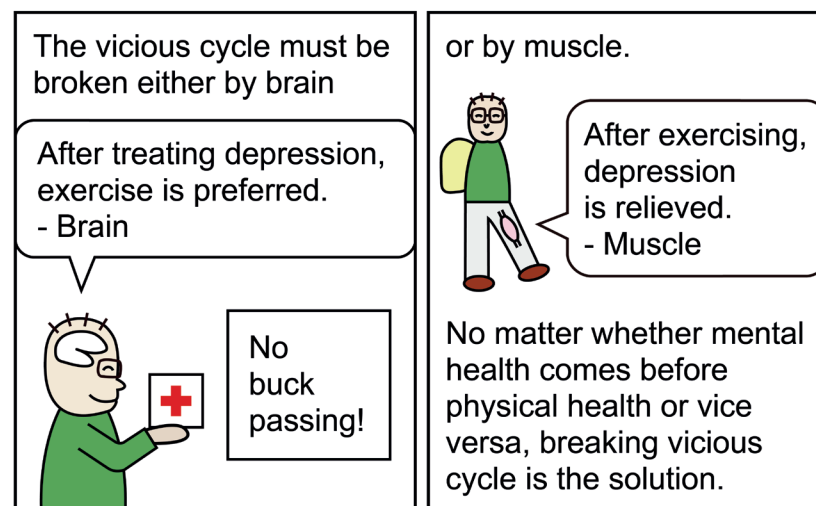 The vicious cycle must be
broken either by brain
After treating depression,
exercise is preferred.
- Brain
No
buck
passing!
or by muscle.
After exercising,
depression
is relieved.
- Muscle
No matter whether mental
health comes before
physical health or vice
versa, breaking vicious
cycle is the solution.